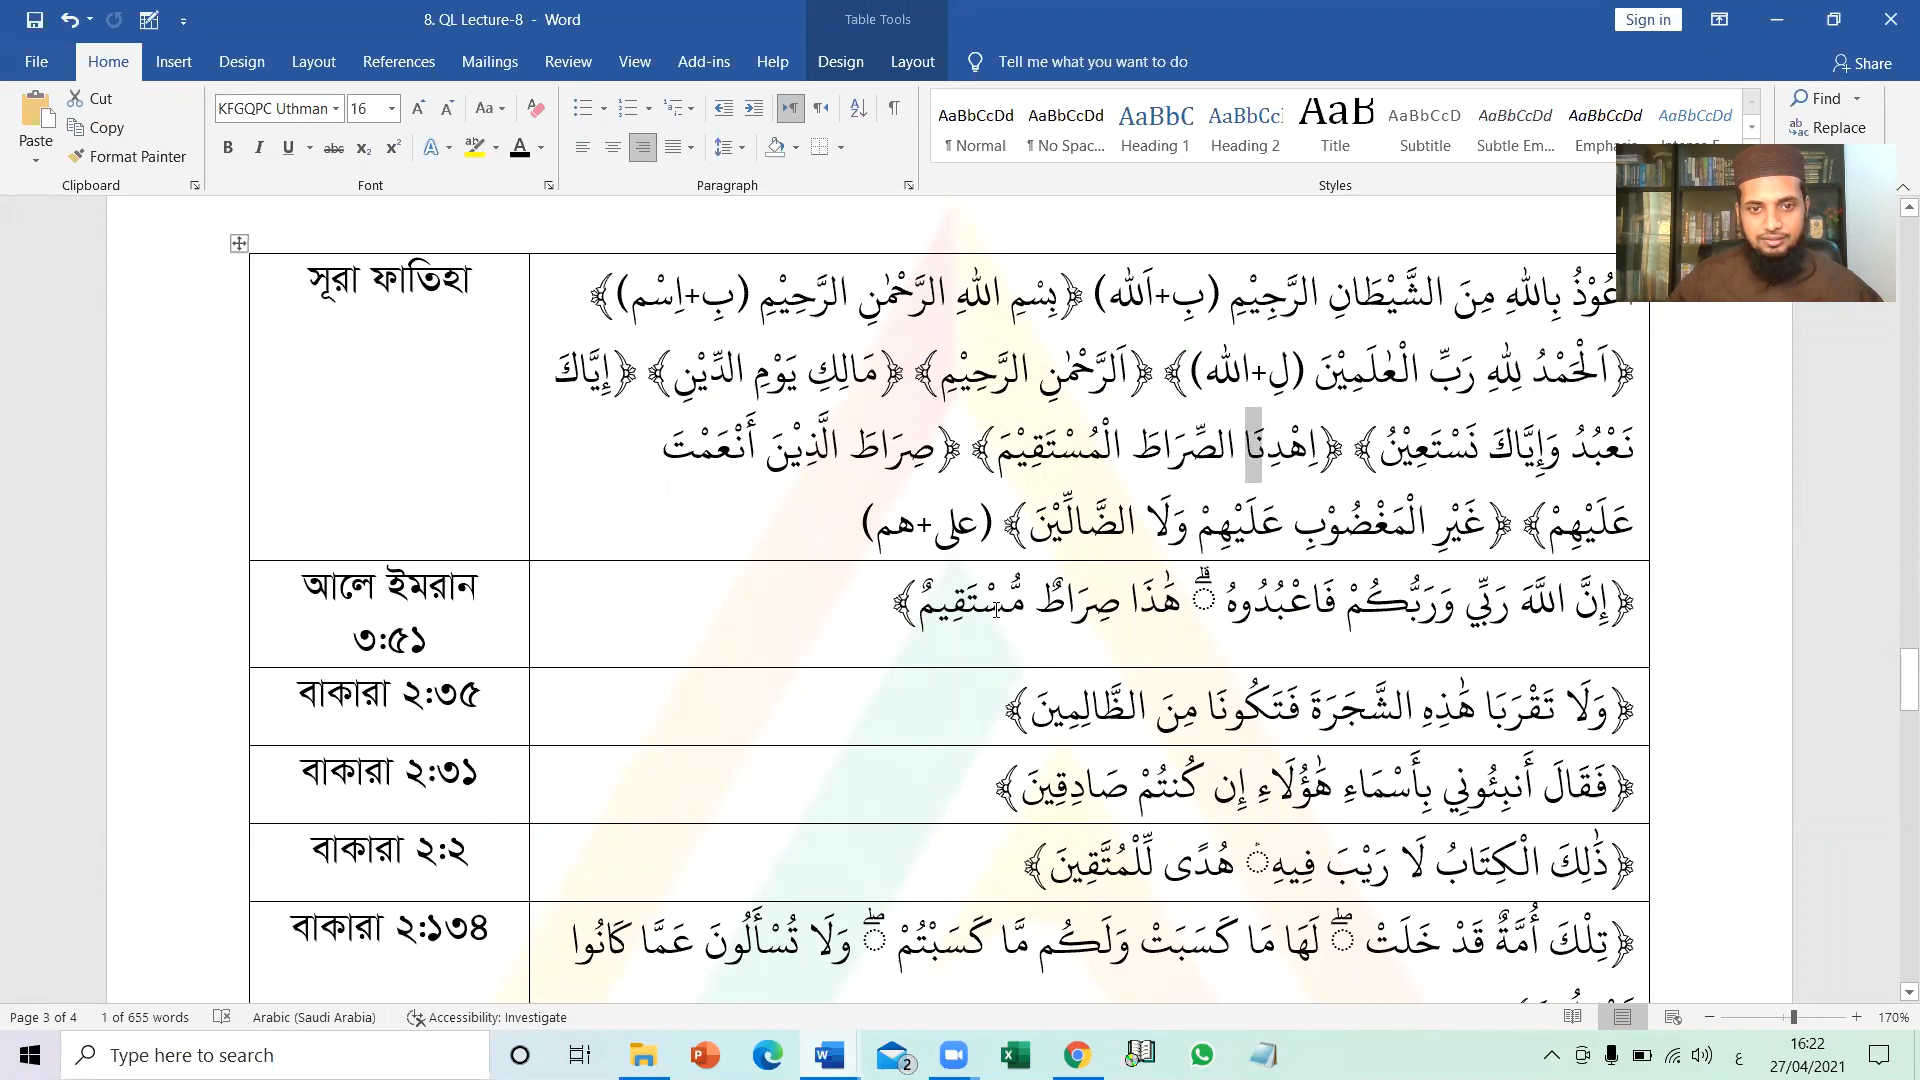 8. QL Lecture-8 - Word
Table Tools
Sign in
File Home Insert Design Layout References Mailings Review View Add-ins Help Design Layout Tell me what you want to do Share
Cut
Copy
Format Painter
Paste
Clipboard
KFGQPC Uthman 16
Font
Paragraph
AaBbCcDd AaBbCcDd AaBbC AaBbCc AaB AaBbCcD AaBbCcDd AaBbCcDd AaBbCcDd
¶ Normal ¶ No Spac... Heading 1 Heading 2 Title Subtitle Subtle Em... Emphasis
Styles
Find
Replace
সূরা ফাতিহা
عُوْذُ بِاللهِ مِنَ الشَّيْطَانِ الرَّجِيْمِ (بِ+اَلله) ﴿بِسْمِ اللهِ الرَّحْمٰنِ الرَّحِيْمِ (بِ+اِسْم)﴾
﴿اَلْحَمْدُ لِلهِ رَبِّ الْعٰلَمِيْنَ (لِ+الله)﴾ ﴿اَلرَّحْمٰنِ الرَّحِيْمِ﴾ ﴿مَالِكِ يَوْمِ الدِّيْنِ﴾ ﴿إِيَّاكَ
نَعْبُدُ وَإِيَّاكَ نَسْتَعِيْنُ﴾ ﴿اِهْدِنَا الصِّرَاطَ الْمُسْتَقِيْمَ﴾ ﴿صِرَاطَ الَّذِيْنَ أَنْعَمْتَ
عَلَيْهِمْ﴾ ﴿غَيْرِ الْمَغْضُوْبِ عَلَيْهِمْ وَلَا الضَّالِّيْنَ﴾ (على+هم)
আলে ইমরান
৩:৫১
﴿إِنَّ اللَّهَ رَبِّي وَرَبُّكُمْ فَاعْبُدُوهُ ۗ هَٰذَا صِرَاطٌ مُّسْتَقِيمٌ﴾
বাকারা ২:৩৫
﴿وَلَا تَقْرَبَا هَٰذِهِ الشَّجَرَةَ فَتَكُونَا مِنَ الظَّالِمِينَ﴾
বাকারা ২:৩১
﴿فَقَالَ أَنبِئُونِي بِأَسْمَاءِ هَٰؤُلَاءِ إِن كُنتُمْ صَادِقِينَ﴾
বাকারা ২:২
﴿ذَٰلِكَ الْكِتَابُ لَا رَيْبَ فِيهِ ۛ هُدًى لِّلْمُتَّقِينَ﴾
বাকারা ২:১৩৪
﴿تِلْكَ أُمَّةٌ قَدْ خَلَتْ ۖ لَهَا مَا كَسَبَتْ وَلَكُم مَّا كَسَبْتُمْ ۖ وَلَا تُسْأَلُونَ عَمَّا كَانُوا
Page 3 of 4 1 of 655 words Arabic (Saudi Arabia) Accessibility: Investigate 170%
Type here to search
2
ع
16:22
27/04/2021